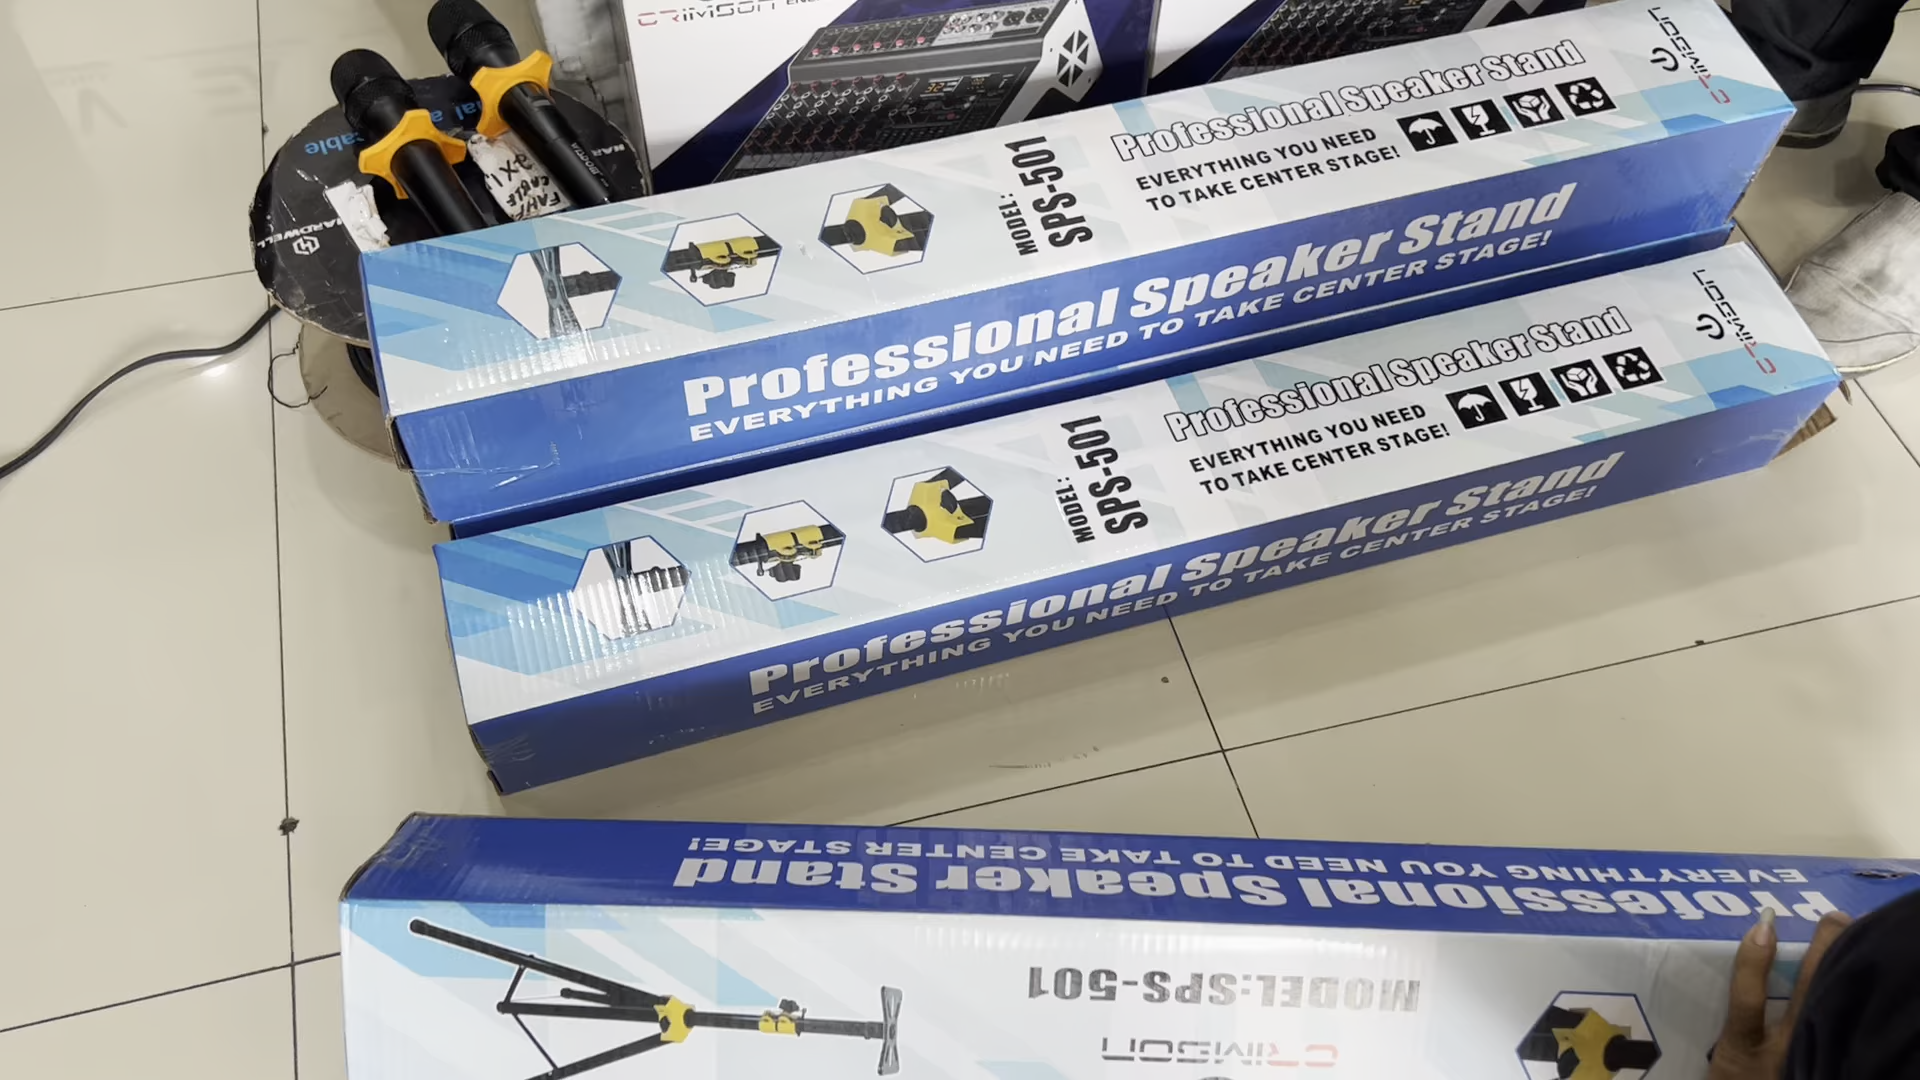 CRIMSON
HARDWELL
able
FAHF
CABLE
MODEL:
SPS-501
Professional Speaker Stand
EVERYTHING YOU NEED
TO TAKE CENTER STAGE!
CRIMSON
Professional Speaker Stand
EVERYTHING YOU NEED TO TAKE CENTER STAGE!
MODEL:
SPS-501
Professional Speaker Stand
EVERYTHING YOU NEED
TO TAKE CENTER STAGE!
CRIMSON
Professional Speaker Stand
EVERYTHING YOU NEED TO TAKE CENTER STAGE!
Professional Speaker Stand
EVERYTHING YOU NEED TO TAKE CENTER STAGE!
MODEL:SPS-501
CRIMSON